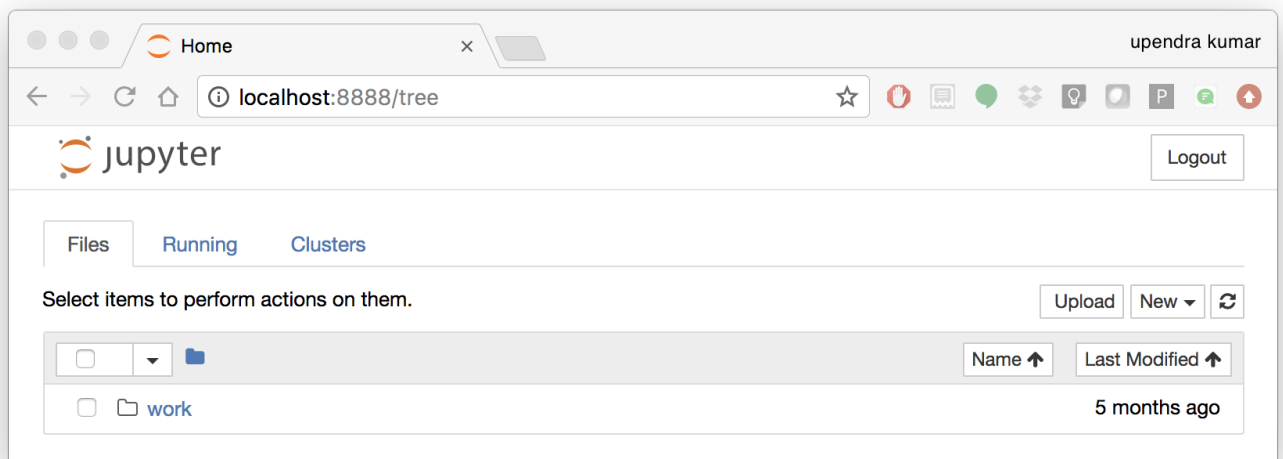 Home
upendra kumar
localhost:8888/tree
P
jupyter
Logout
Files Running Clusters
Select items to perform actions on them.
Upload New
Name Last Modified
work 5 months ago